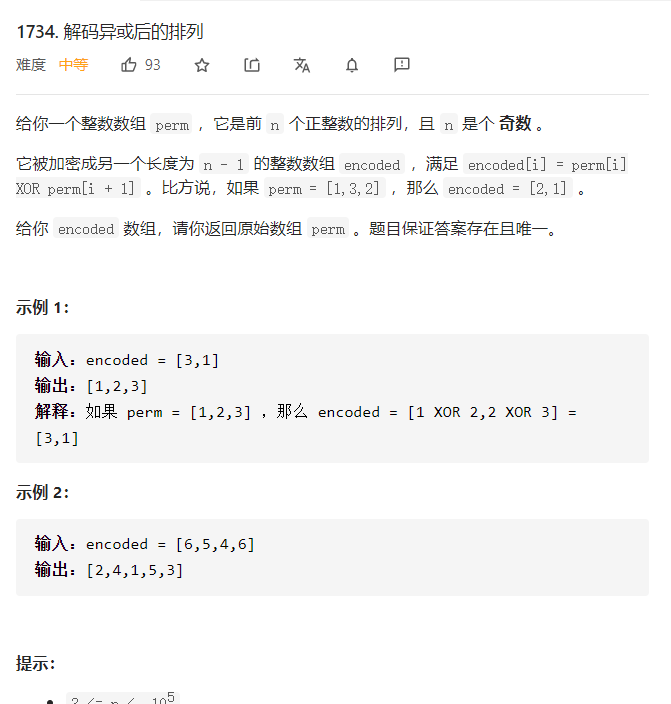 1734. 解码异或后的排列
难度 中等 93
给你一个整数数组 perm ，它是前 n 个正整数的排列，且 n 是个 奇数 。
它被加密成另一个长度为 n - 1 的整数数组 encoded ，满足 encoded[i] = perm[i]
XOR perm[i + 1] 。比方说，如果 perm = [1,3,2] ，那么 encoded = [2,1] 。
给你 encoded 数组，请你返回原始数组 perm 。题目保证答案存在且唯一。
示例 1：
输入：encoded = [3,1]
输出：[1,2,3]
解释：如果 perm = [1,2,3] ，那么 encoded = [1 XOR 2,2 XOR 3] =
[3,1]
示例 2：
输入：encoded = [6,5,4,6]
输出：[2,4,1,5,3]
提示：